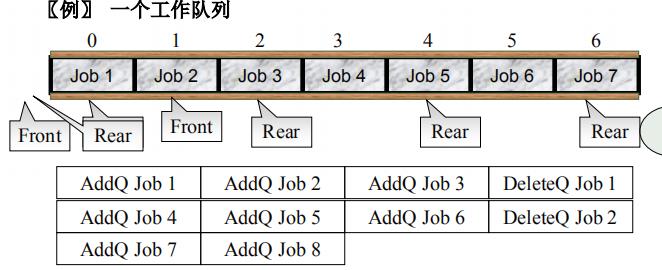 〖例〗 一个工作队列
0 1 2 3 4 5 6
Job 1 Job 2 Job 3 Job 4 Job 5 Job 6 Job 7
Front Rear Front Rear Rear Rear
AddQ Job 1 AddQ Job 2 AddQ Job 3 DeleteQ Job 1
AddQ Job 4 AddQ Job 5 AddQ Job 6 DeleteQ Job 2
AddQ Job 7 AddQ Job 8